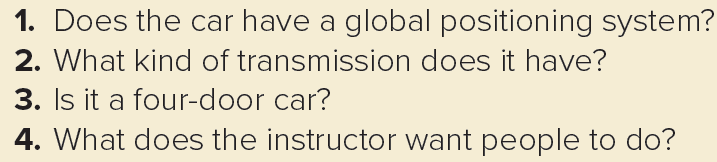 1. Does the car have a global positioning system?
2. What kind of transmission does it have?
3. Is it a four-door car?
4. What does the instructor want people to do?